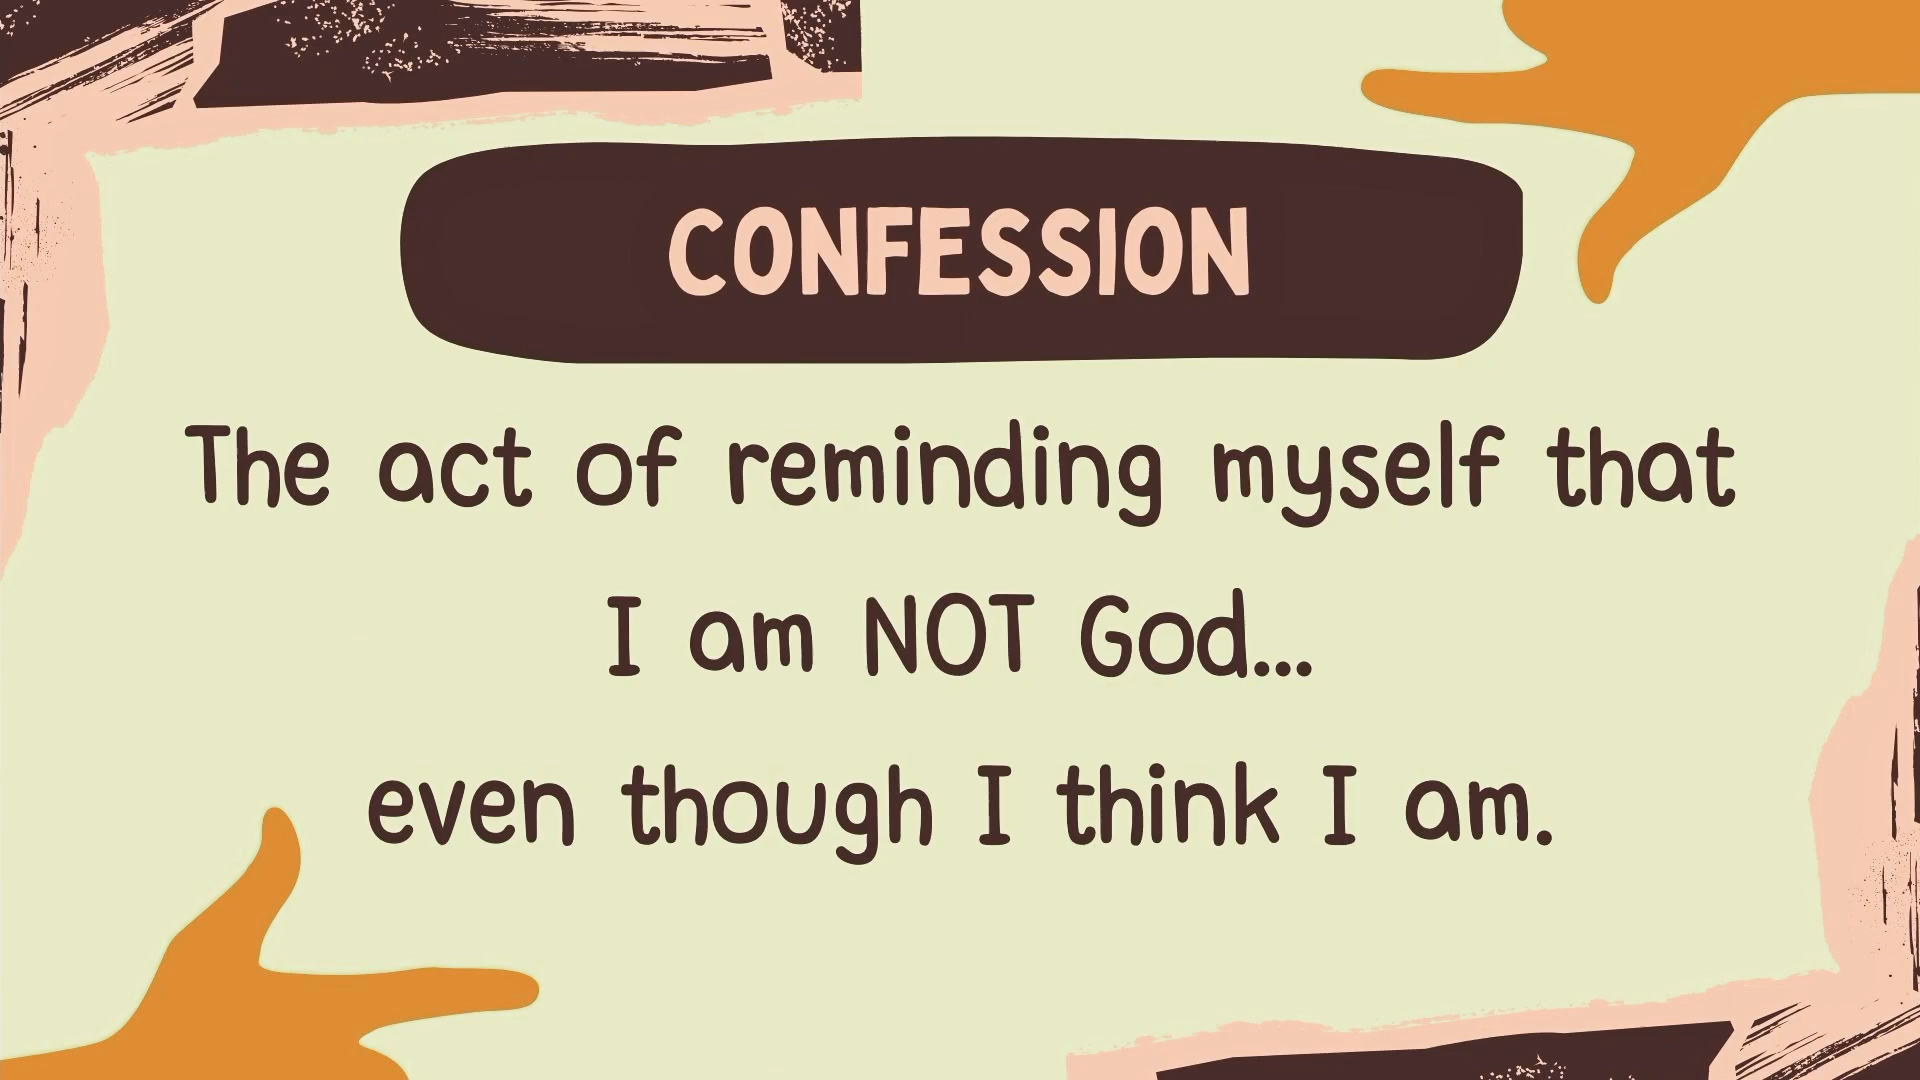 CONFESSION
The act of reminding myself that
I am NOT God...
even though I think I am.